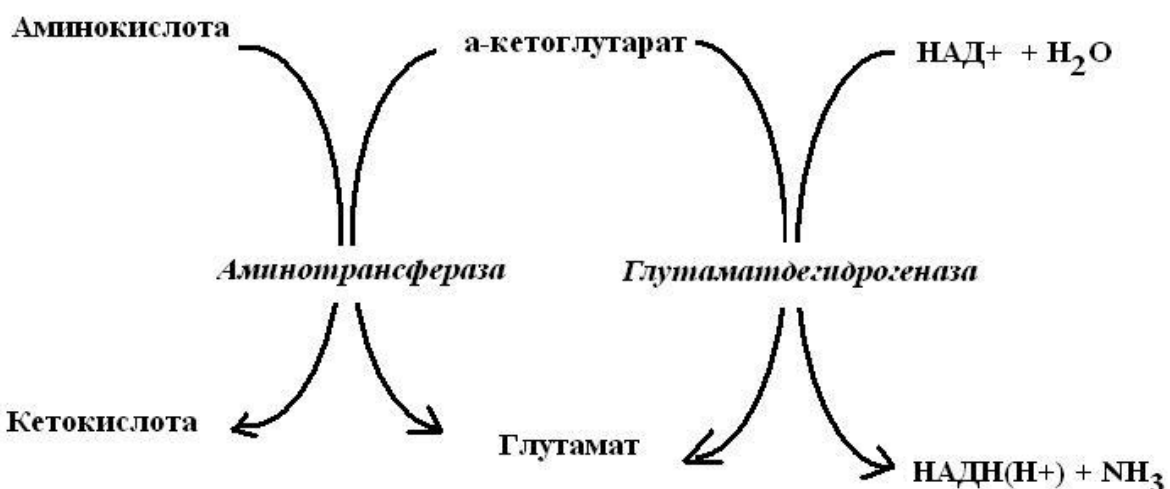 Аминокислота
а-кетоглутарат
НАД+ + H2O
Аминотрансфераза
Глутаматдегидрогеназа
Кетокислота
Глутамат
НАДН(Н+) + NH3